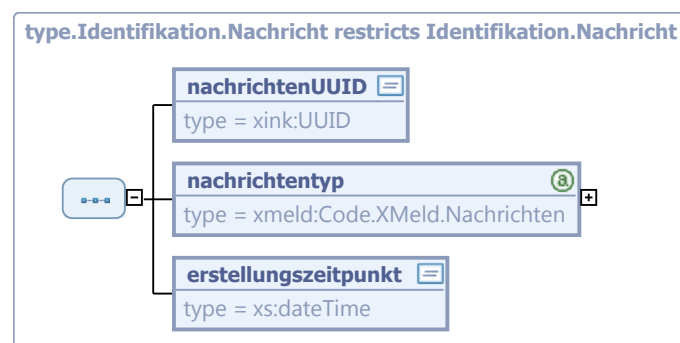 type.Identifikation.Nachricht restricts Identifikation.Nachricht
nachrichtenUUID
type = xink:UUID
nachrichtentyp
type = xmeld:Code.XMeld.Nachrichten
erstellungszeitpunkt
type = xs:dateTime